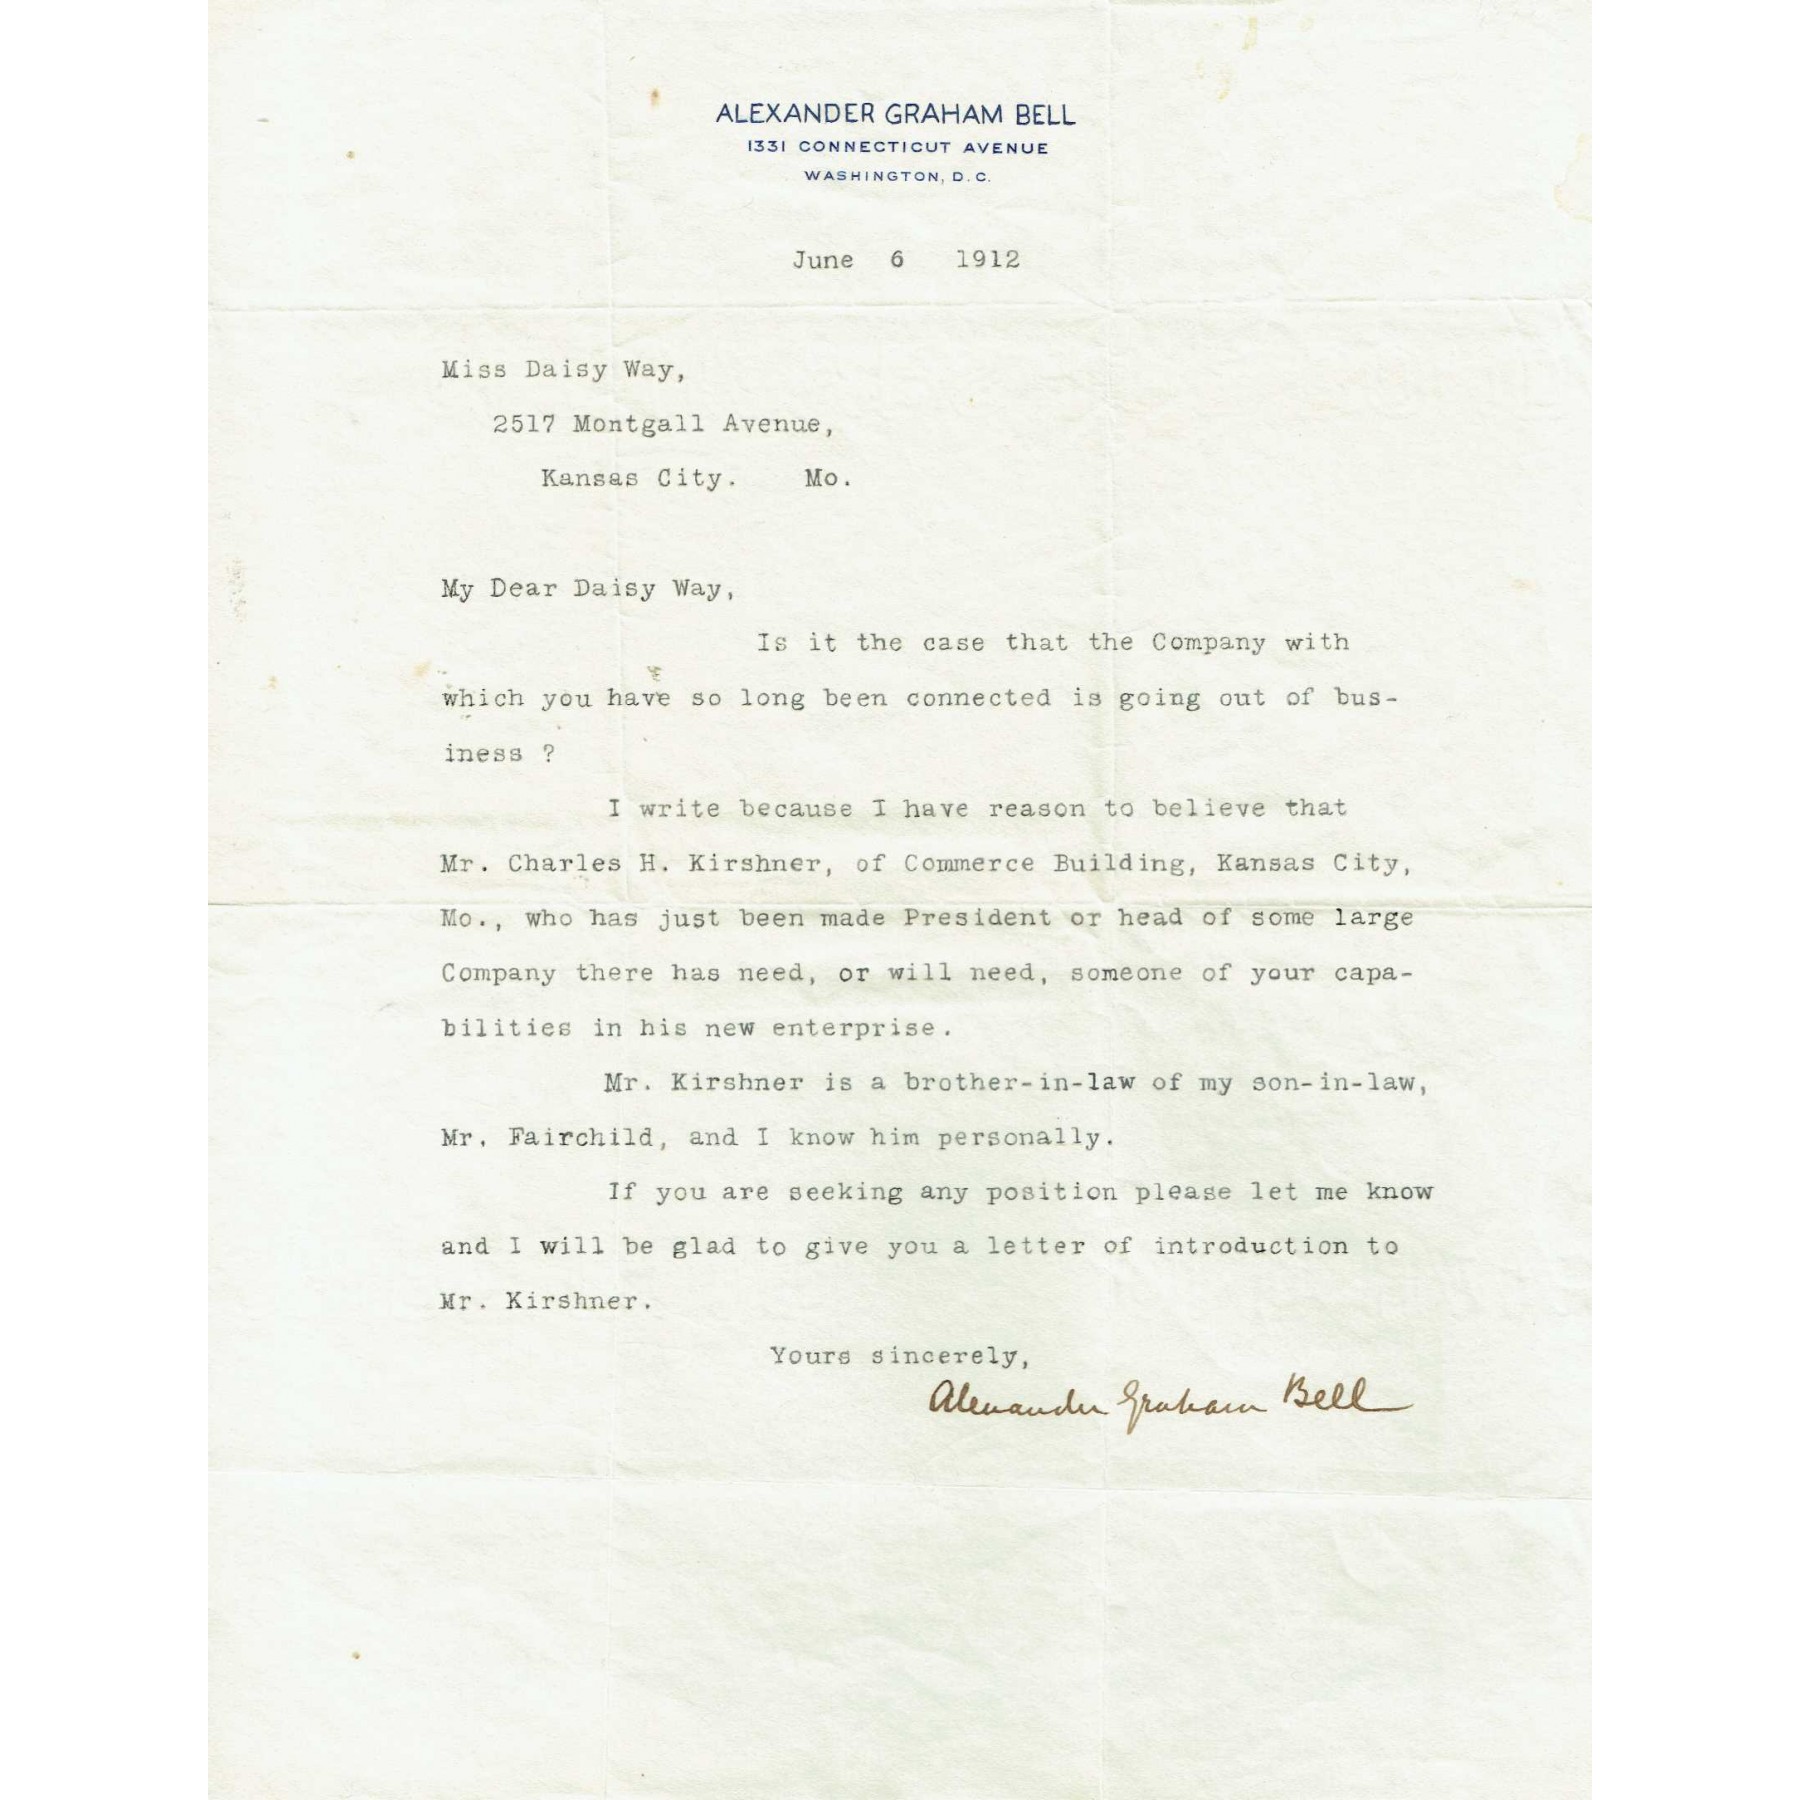 ALEXANDER GRAHAM BELL
1331 CONNECTICUT AVENUE
WASHINGTON, D.C.
June 6 1912
Miss Daisy Way,
2517 Montgall Avenue,
Kansas City. Mo.
My Dear Daisy Way,
Is it the case that the Company with
which you have so long been connected is going out of bus-
iness ?
I write because I have reason to believe that
Mr. Charles H. Kirshner, of Commerce Building, Kansas City,
Mo., who has just been made President or head of some large
Company there has need, or will need, someone of your capa-
bilities in his new enterprise.
Mr. Kirshner is a brother-in-law of my son-in-law,
Mr. Fairchild, and I know him personally.
If you are seeking any position please let me know
and I will be glad to give you a letter of introduction to
Mr. Kirshner.
Yours sincerely,
Alexander Graham Bell